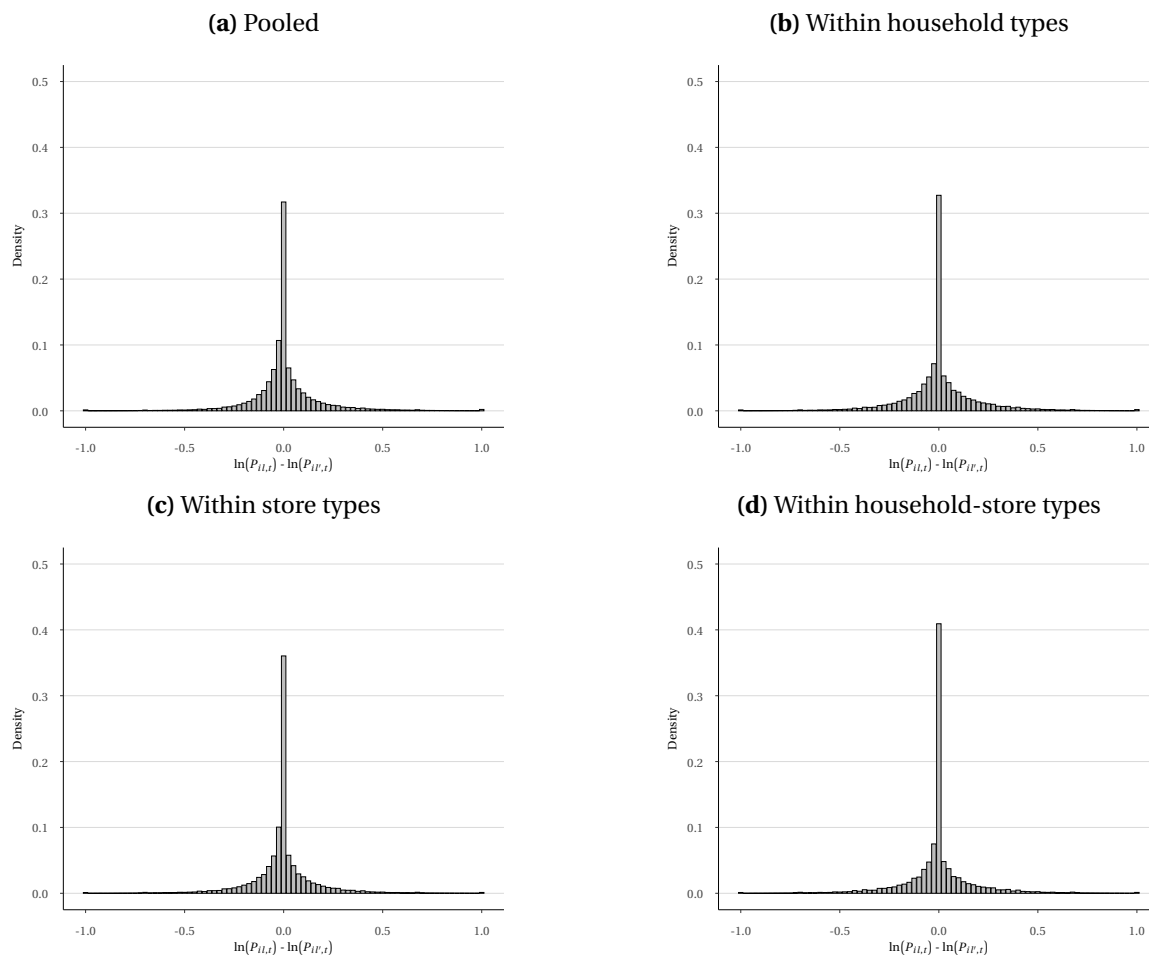 (a) Pooled
0.5
0.4
0.3
0.2
0.1
0.0
Density
-1.0 -0.5 0.0 0.5 1.0
ln(P_{il,t}) - ln(P_{il',t})
(b) Within household types
0.5
0.4
0.3
0.2
0.1
0.0
Density
-1.0 -0.5 0.0 0.5 1.0
ln(P_{il,t}) - ln(P_{il',t})
(c) Within store types
0.5
0.4
0.3
0.2
0.1
0.0
Density
-1.0 -0.5 0.0 0.5 1.0
ln(P_{il,t}) - ln(P_{il',t})
(d) Within household-store types
0.5
0.4
0.3
0.2
0.1
0.0
Density
-1.0 -0.5 0.0 0.5 1.0
ln(P_{il,t}) - ln(P_{il',t})